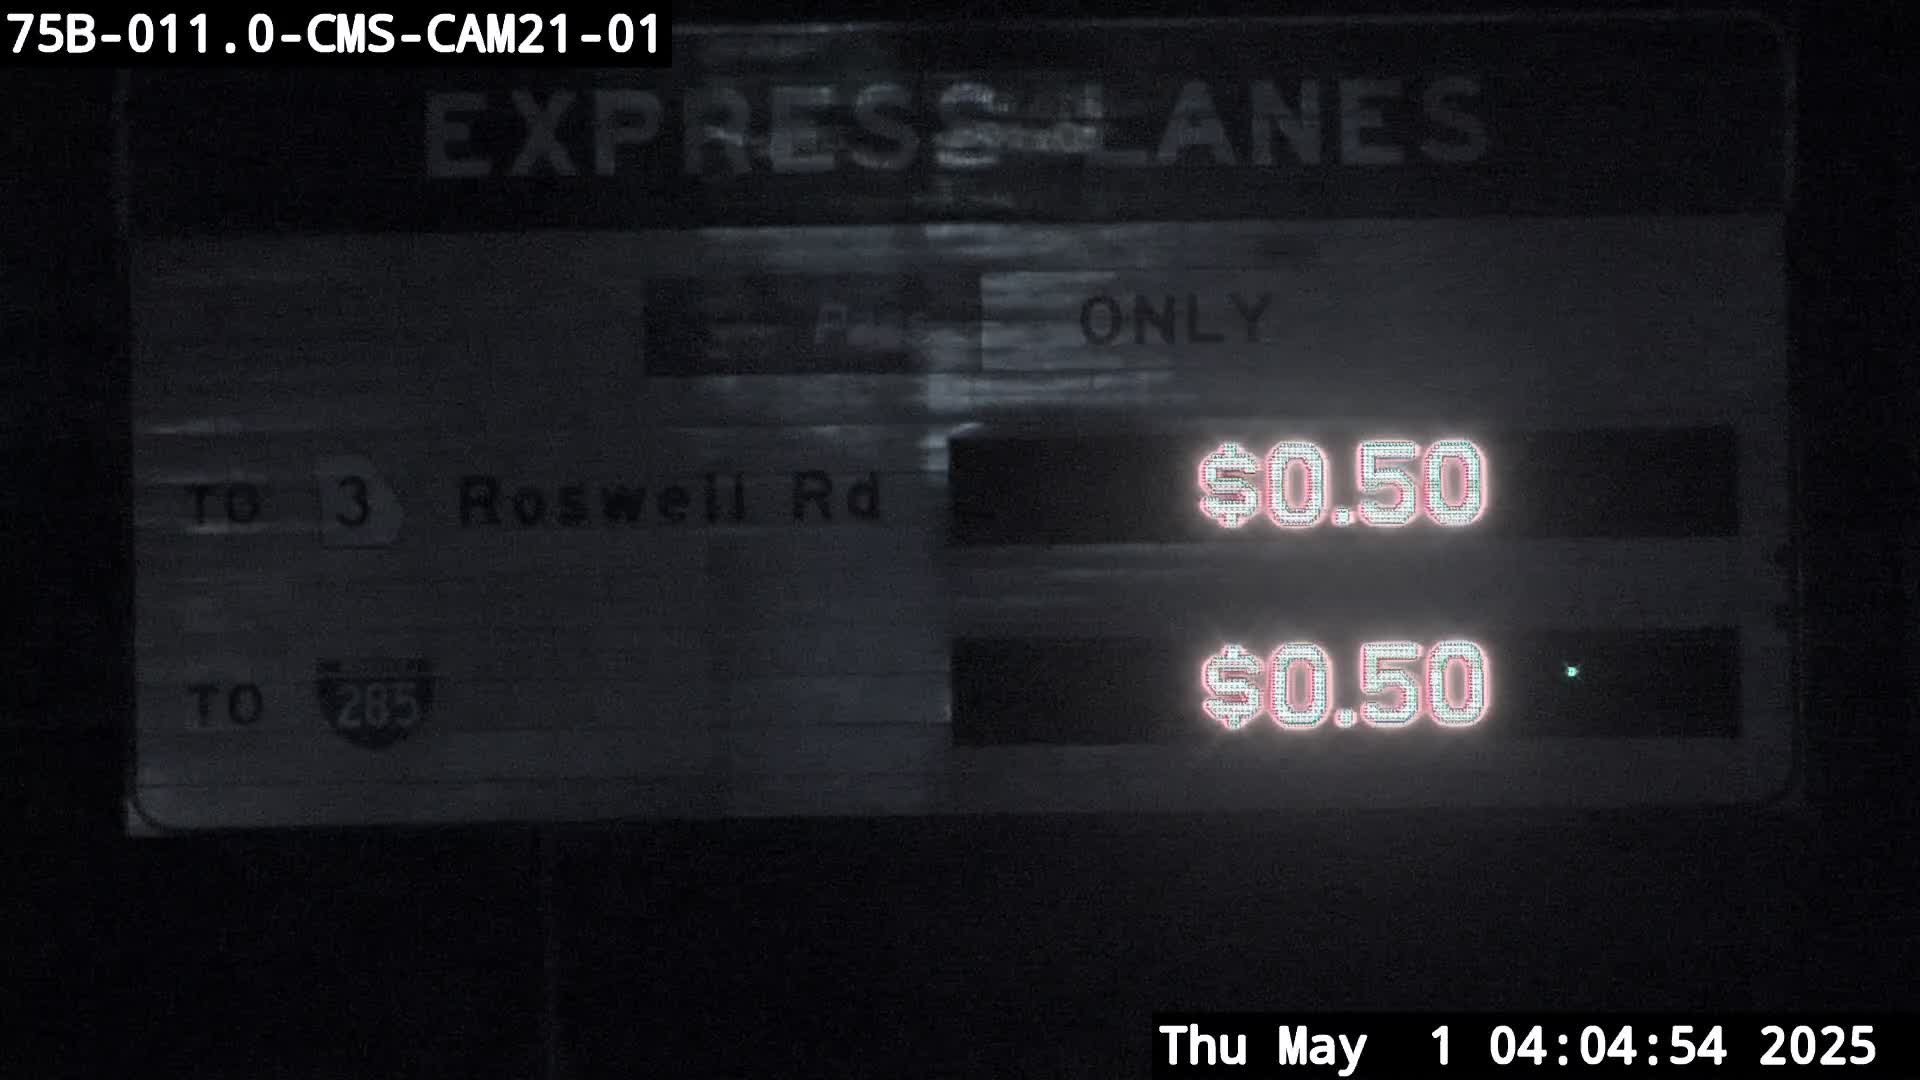 75B-011.0-CMS-CAM21-01
EXPRESS LANES
ONLY
TO 3 Roswell Rd $0.50
TO 285 $0.50
Thu May 1 04:04:54 2025